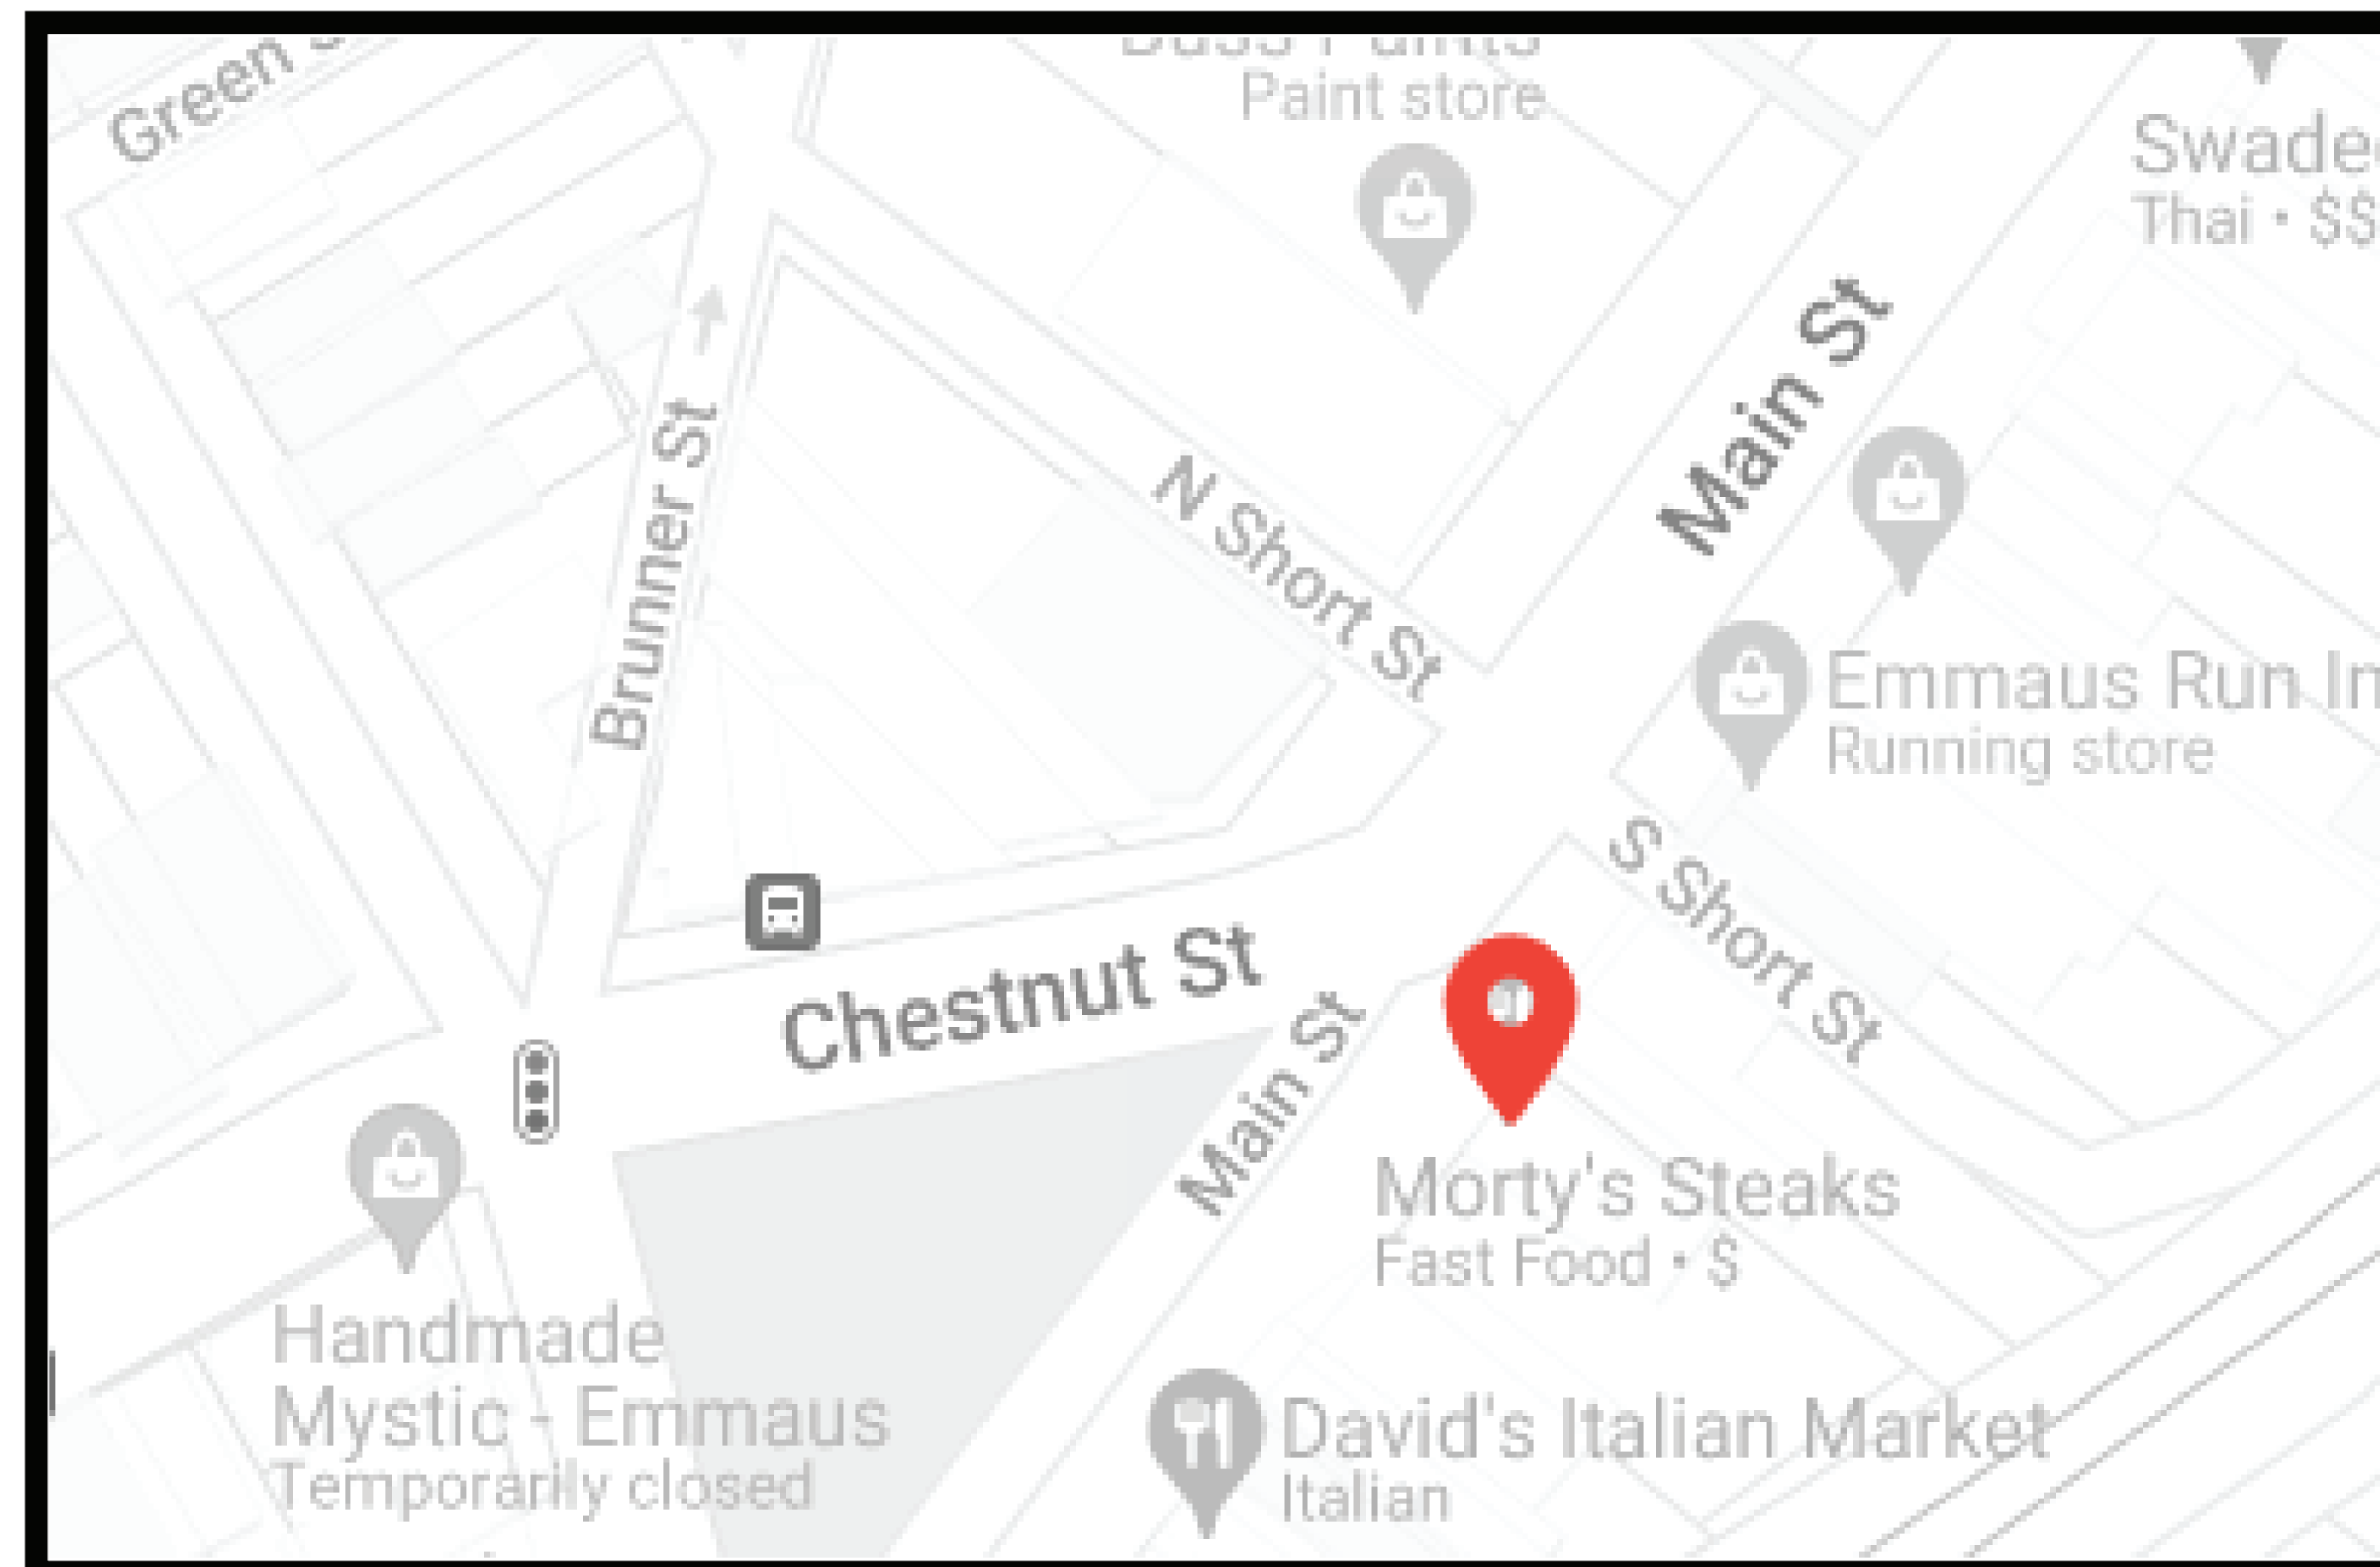 Green
Paint store
Swade
Thai • $$
Main St
Brunner St
N Short St
Emmaus Run In
Running store
S Short St
Chestnut St
Main St
Morty's Steaks
Fast Food • $
Handmade
Mystic - Emmaus
Temporarily closed
David's Italian Market
Italian